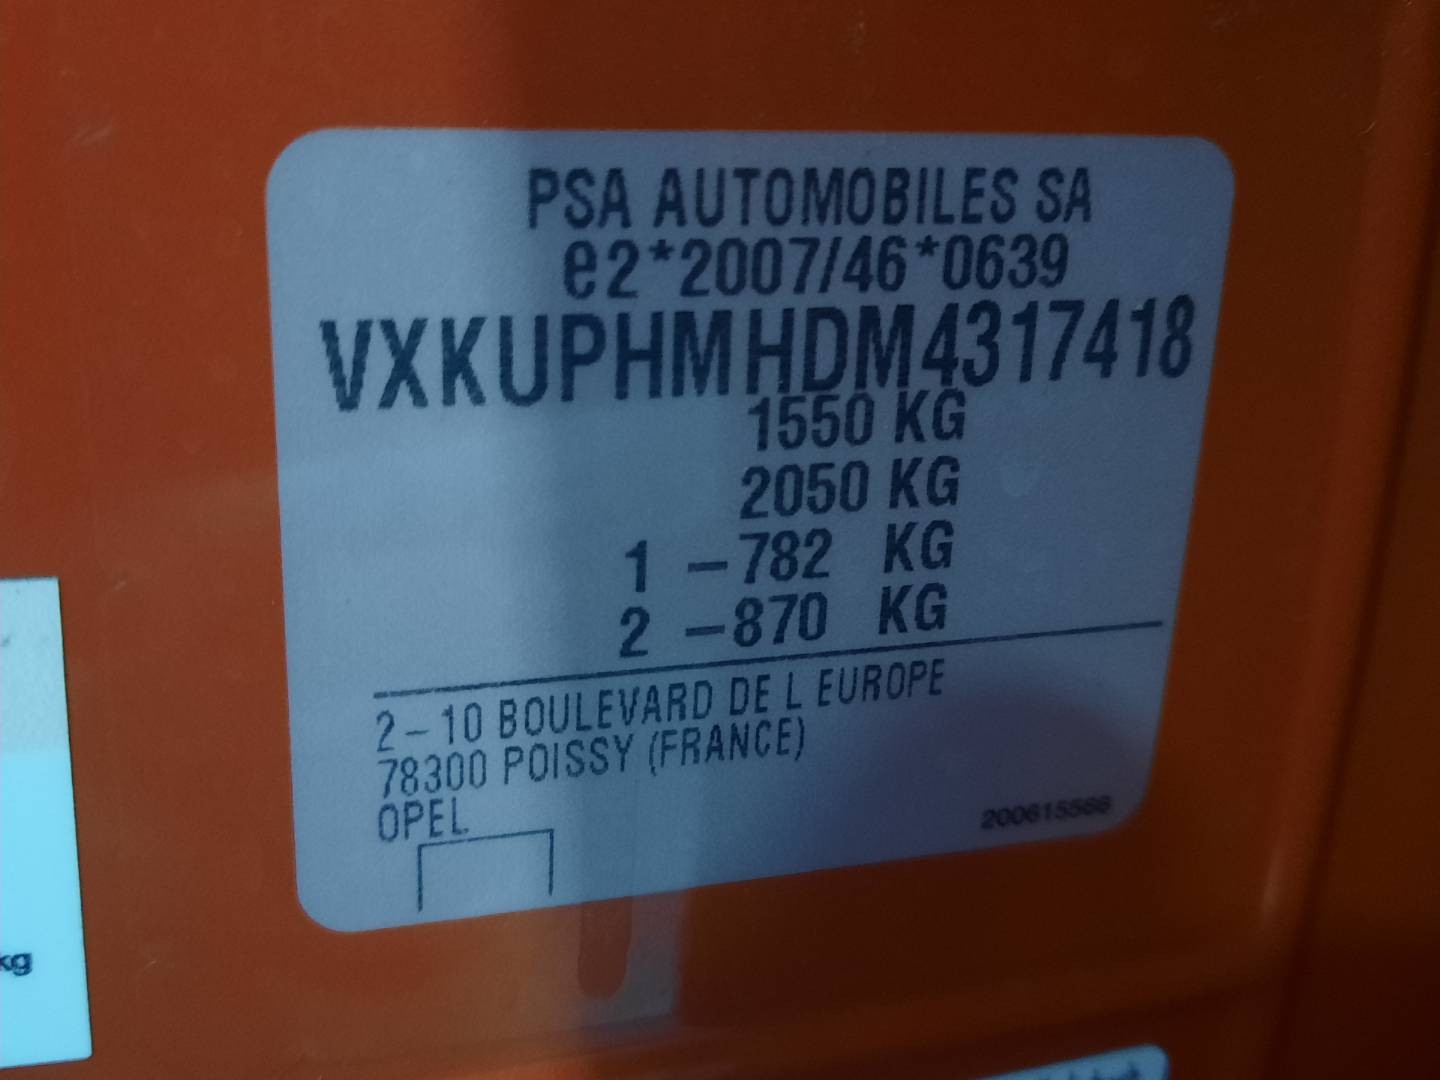 PSA AUTOMOBILES SA
e2*2007/46*0639
VXKUPHMHDM4317418
1550 KG
2050 KG
1 –782 KG
2 –870 KG
2–10 BOULEVARD DE L EUROPE
78300 POISSY (FRANCE)
OPEL
200615566
kg